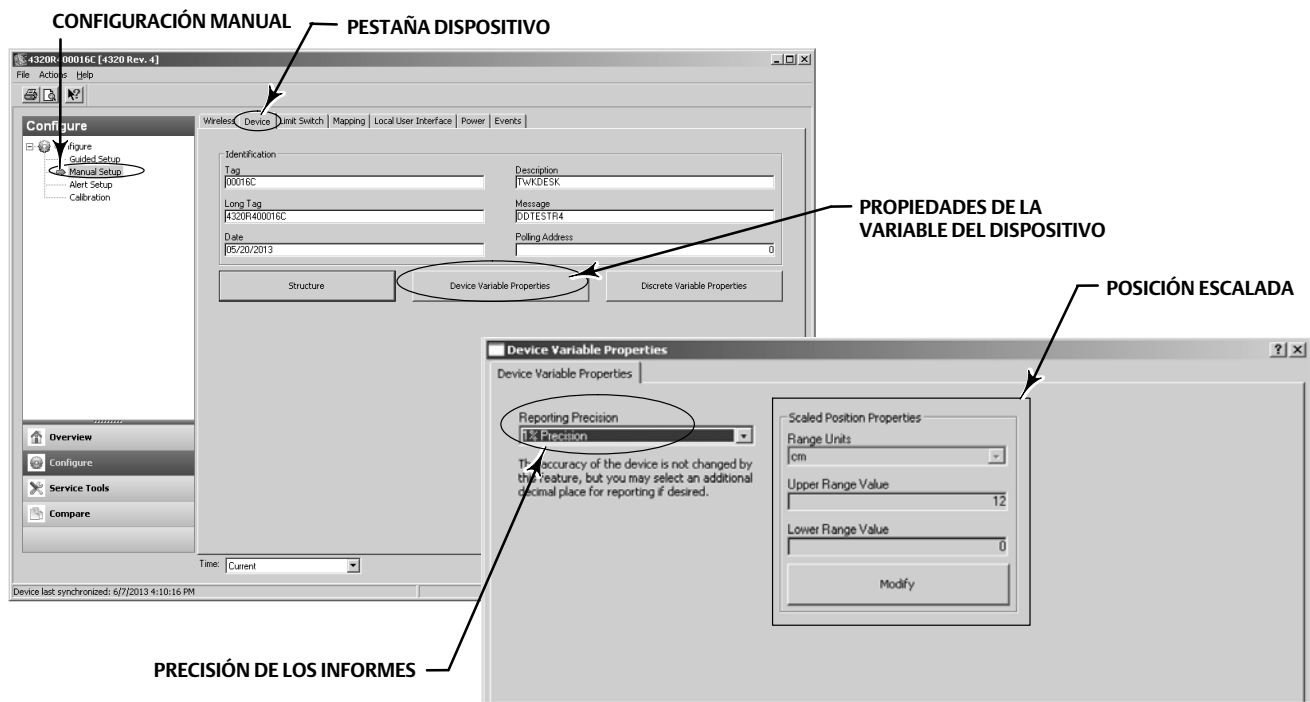 CONFIGURACIÓN MANUAL
PESTAÑA DISPOSITIVO
4320R400016C [4320 Rev. 4]
File Actions Help
Configure
Wireless Device Limit Switch Mapping Local User Interface Power Events
Configure
Guided Setup
Manual Setup
Alert Setup
Calibration
Identification
Tag
00016C
Description
TWKDESK
Long Tag
4320R400016C
Message
DDTESTR4
Date
05/20/2013
Polling Address
0
Structure
Device Variable Properties
Discrete Variable Properties
PROPIEDADES DE LA
VARIABLE DEL DISPOSITIVO
POSICIÓN ESCALADA
Overview
Configure
Service Tools
Compare
Time: Current
Device last synchronized: 6/7/2013 4:10:16 PM
Device Variable Properties
Device Variable Properties
Reporting Precision
1% Precision
The accuracy of the device is not changed by
this feature, but you may select an additional
decimal place for reporting if desired.
Scaled Position Properties
Range Units
cm
Upper Range Value
12
Lower Range Value
0
Modify
PRECISIÓN DE LOS INFORMES